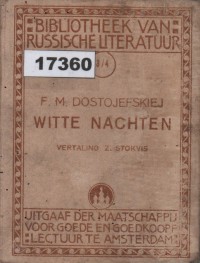 BIBLIOTHEEK VAN
RUSSISCHE LITERATUUR
17360
F. M. DOSTOJEFSKIEJ
WITTE NACHTEN
VERTALING Z. STOKVIS
UITGAAF DER MAATSCHAPPIJ
VOOR GOEDE EN GOEDKOOPE
LECTUUR TE AMSTERDAM